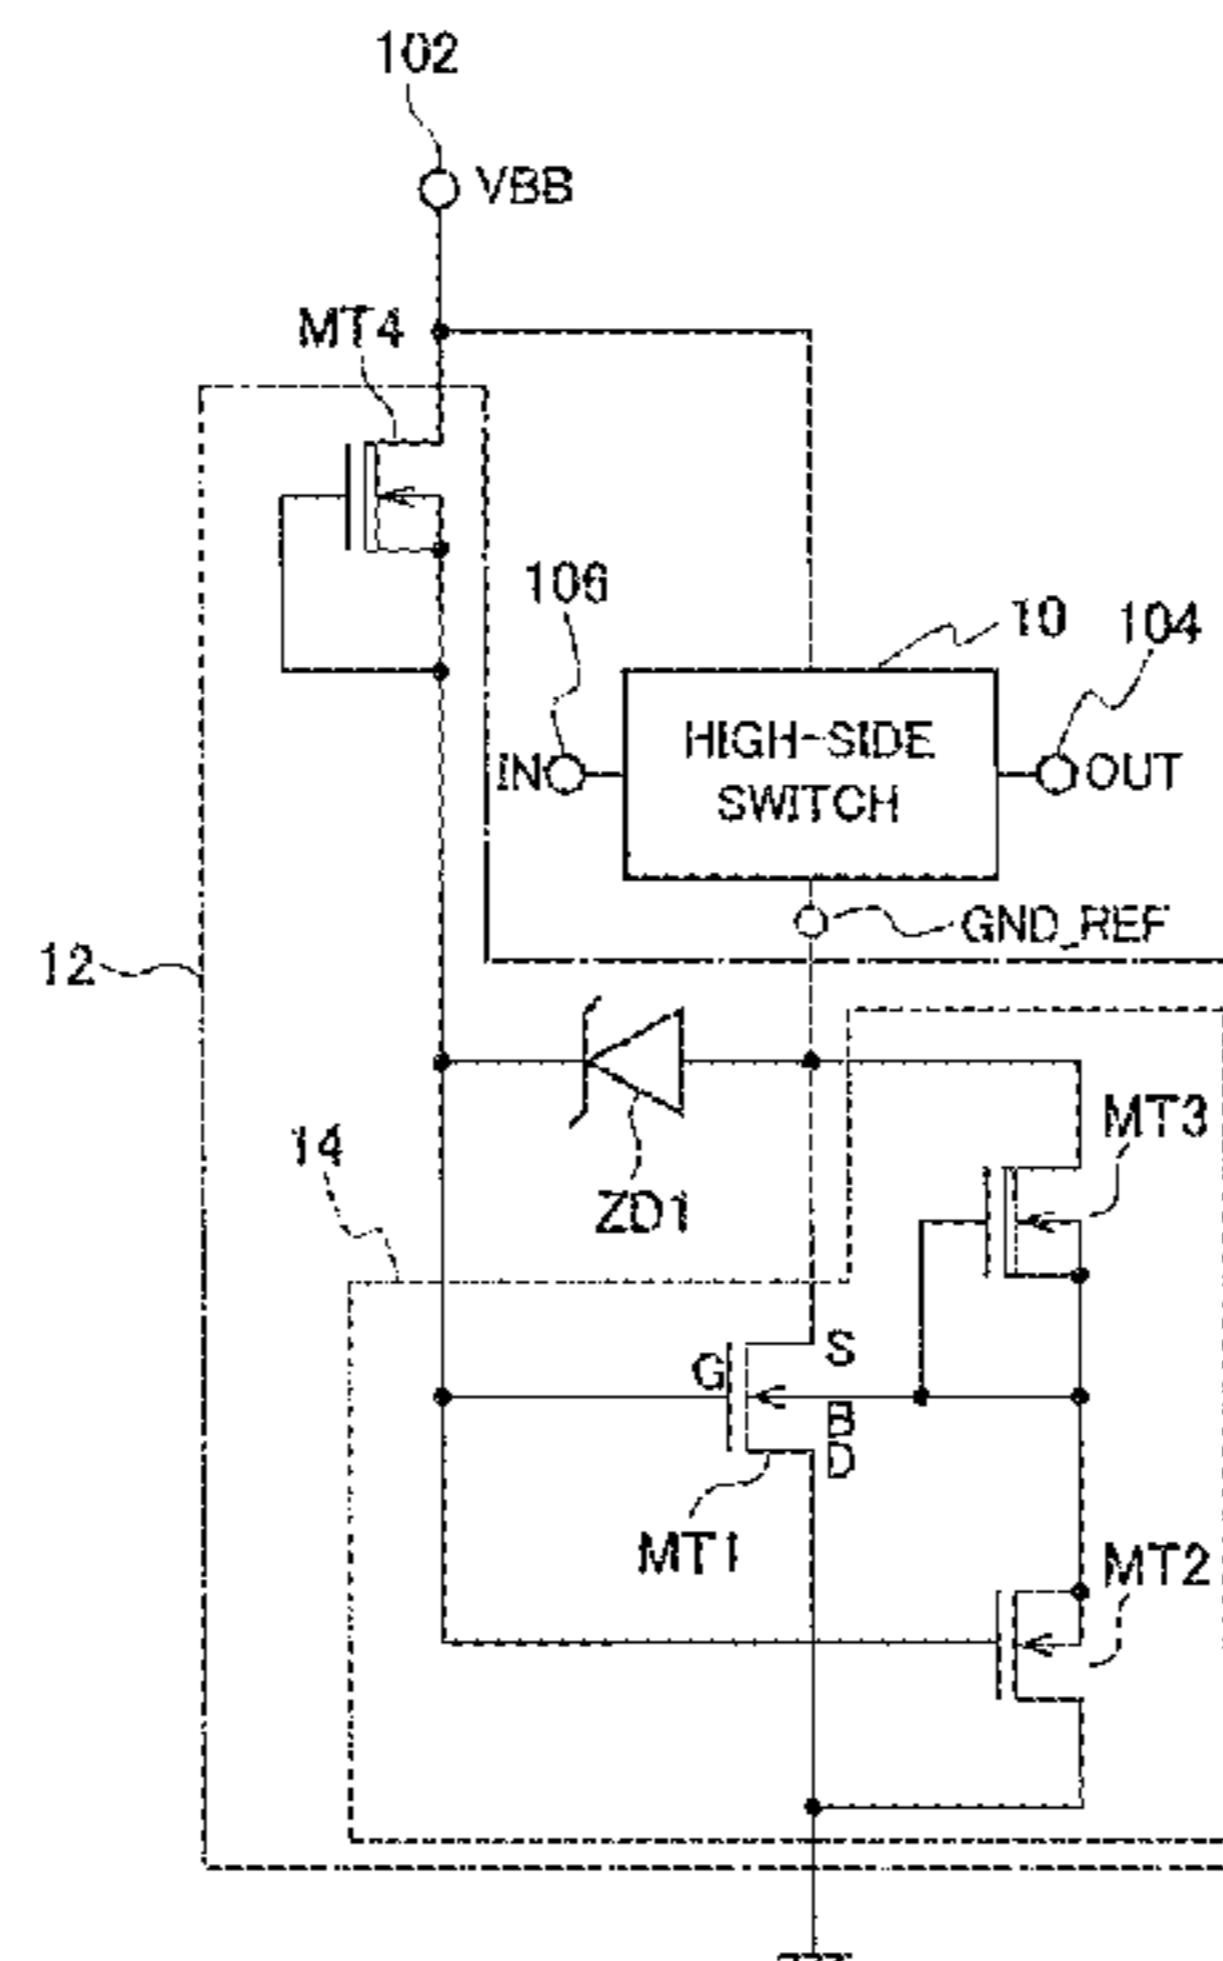 102
VBB
MT4
106
10
104
HIGH-SIDE
SWITCH
IN
OUT
GND_REF
12
14
ZD1
MT3
G
S
B
D
MT1
MT2